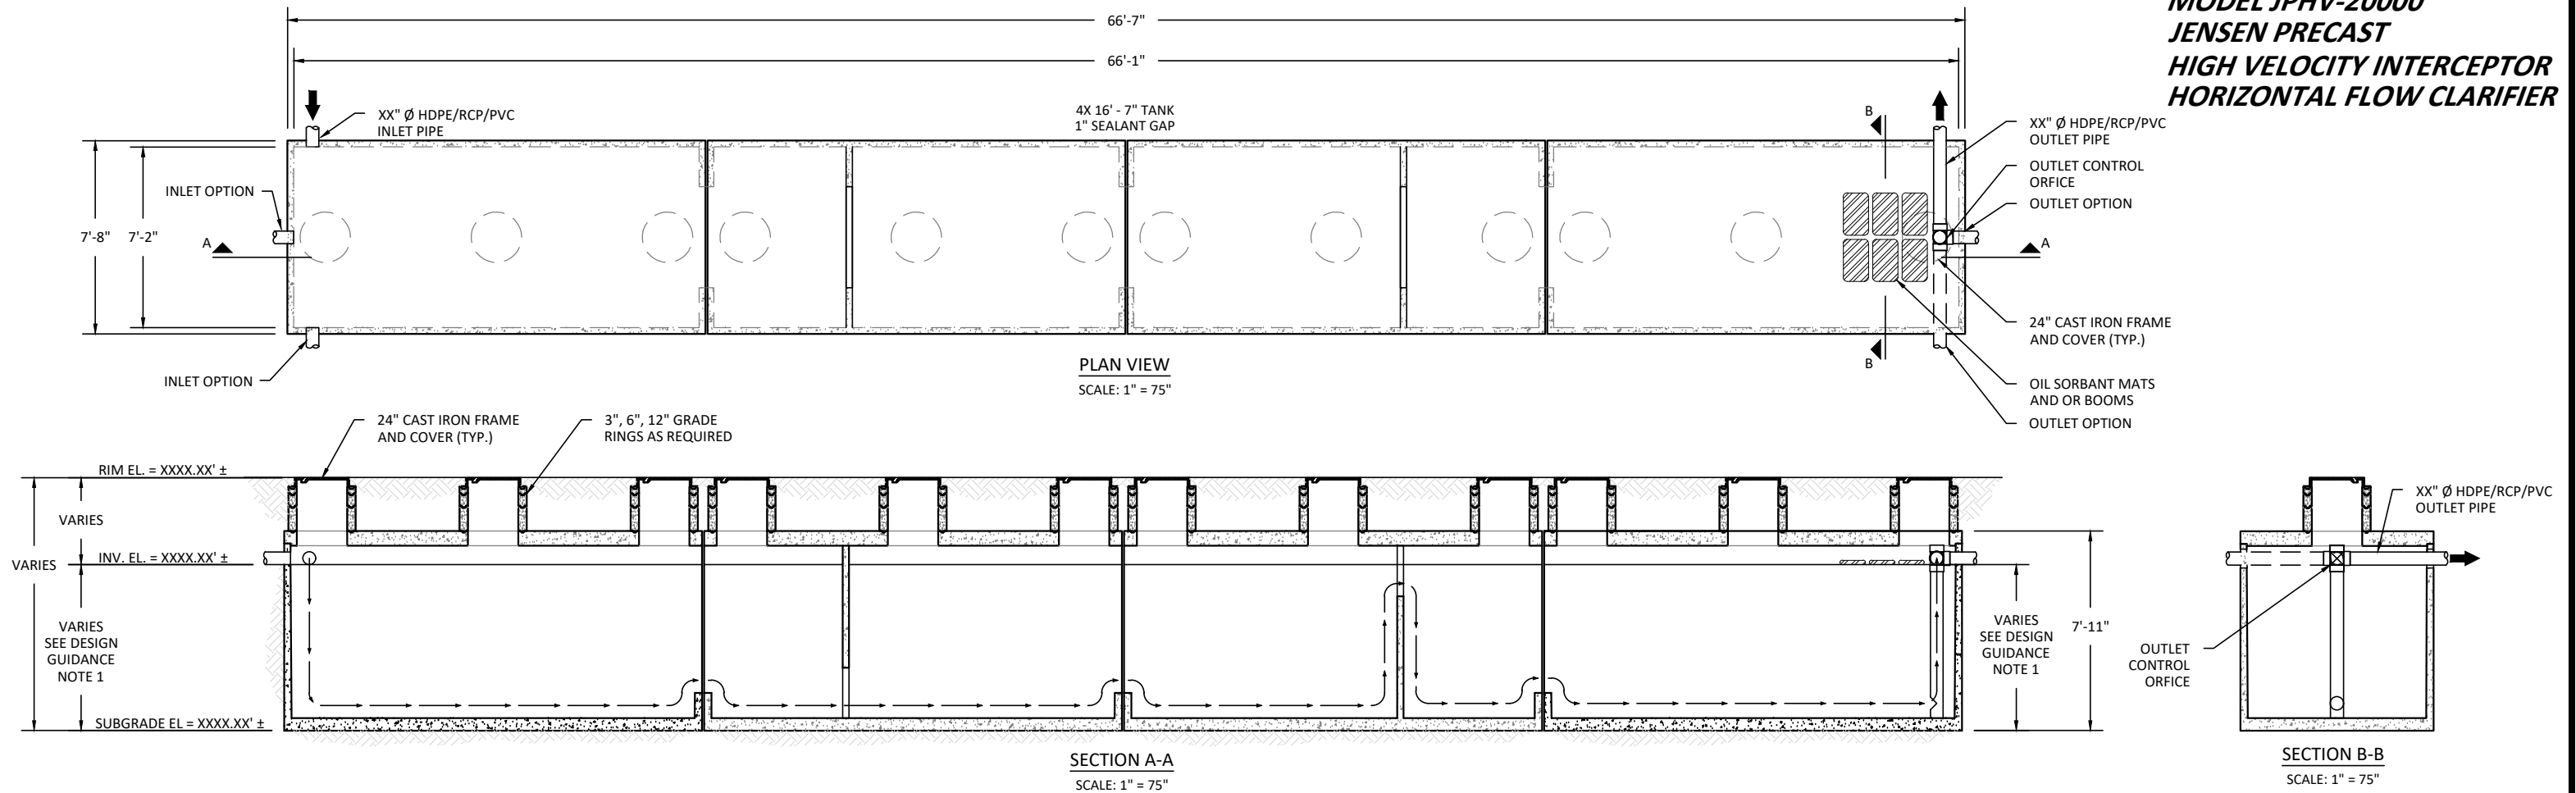 MODEL JPHV-20000
JENSEN PRECAST
HIGH VELOCITY INTERCEPTOR
HORIZONTAL FLOW CLARIFIER
66'-7"
66'-1"
XX" Ø HDPE/RCP/PVC
INLET PIPE
4X 16' - 7" TANK
1" SEALANT GAP
B
XX" Ø HDPE/RCP/PVC
OUTLET PIPE
OUTLET CONTROL
ORFICE
OUTLET OPTION
INLET OPTION
7'-8"
7'-2"
A
A
24" CAST IRON FRAME
AND COVER (TYP.)
B
OIL SORBANT MATS
AND OR BOOMS
OUTLET OPTION
INLET OPTION
PLAN VIEW
SCALE: 1" = 75"
24" CAST IRON FRAME
AND COVER (TYP.)
3", 6", 12" GRADE
RINGS AS REQUIRED
RIM EL. = XXXX.XX' ±
VARIES
INV. EL. = XXXX.XX' ±
VARIES
VARIES
SEE DESIGN
GUIDANCE
NOTE 1
SUBGRADE EL = XXXX.XX' ±
VARIES
SEE DESIGN
GUIDANCE
NOTE 1
7'-11"
SECTION A-A
SCALE: 1" = 75"
XX" Ø HDPE/RCP/PVC
OUTLET PIPE
OUTLET
CONTROL
ORFICE
SECTION B-B
SCALE: 1" = 75"